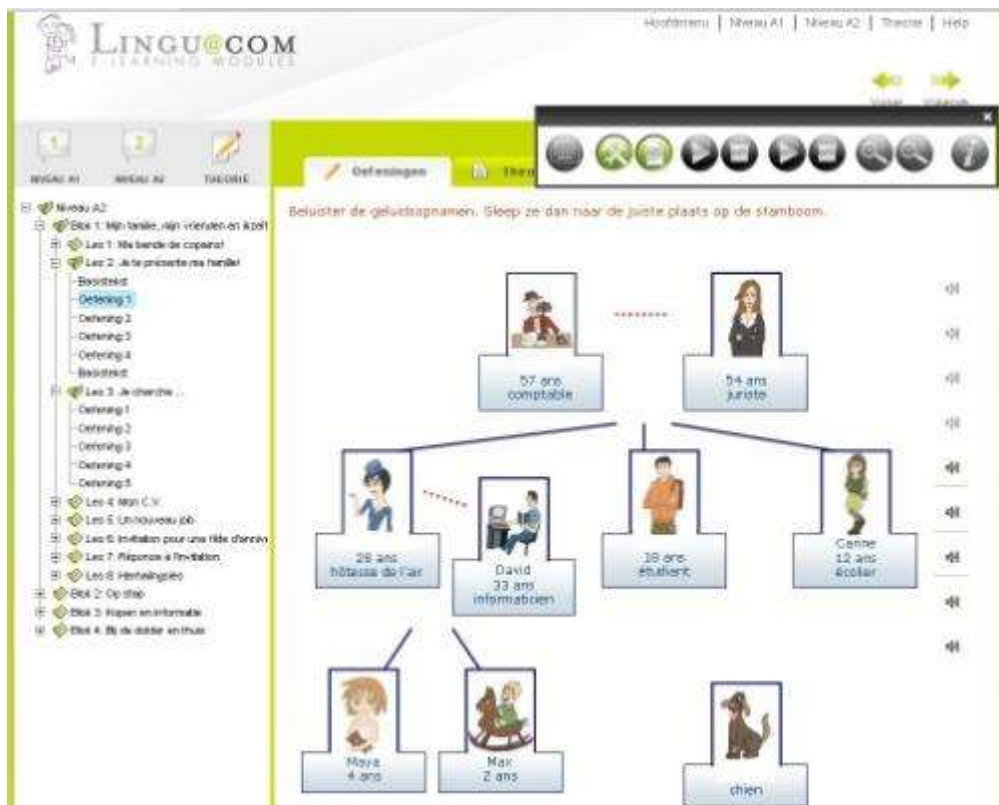 LINGU@COM
E-LEARNING MODULES
Hoofdmenu | Niveau A1 | Niveau A2 | Theorie | Help
Vorige Volgende
1 2
NIVEAU A1 NIVEAU A2 THEORIE
Oefeningen
Theo
Niveau A2
Blok 1: Mijn familie, mijn vrienden en ikzelf
Les 1: Ma bande de copains!
Les 2: Je te présente ma famille!
Basistekst
Oefening 1
Oefening 2
Oefening 3
Oefening 4
Basistekst
Les 3: Je cherche ...
Oefening 1
Oefening 2
Oefening 3
Oefening 4
Oefening 5
Les 4: Mon C.V.
Les 5: Un nouveau job
Les 6: Invitation pour une fête d'anniv
Les 7: Réponse à l'invitation
Les 8: Herhalingsles
Blok 2: Op stap
Blok 3: Kopen en informatie
Blok 4: Bij de dokter en thuis
Beluister de geluidsopnamen. Sleep ze dan naar de juiste plaats op de stamboom.
57 ans
comptable
54 ans
juriste
28 ans
hôtesse de l'air
David
33 ans
informaticien
18 ans
étudient
12 ans
écolier
Maya
4 ans
Max
2 ans
chien